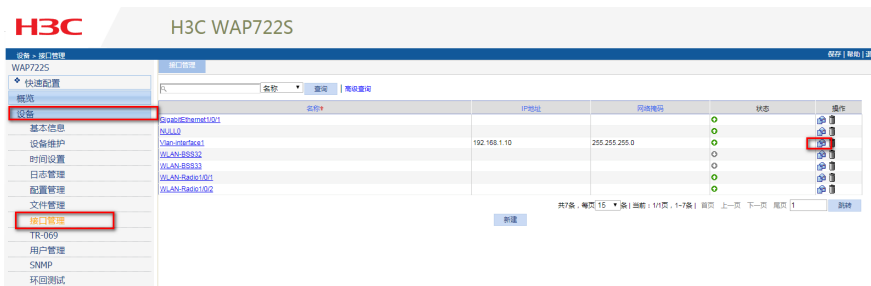 H3C H3C WAP722S
设备 > 接口管理 保存 | 帮助 |
WAP722S 接口管理
快速配置
概览 名称 查询 | 高级查询
设备 名称 IP地址 网络掩码 状态 操作
基本信息 GigabitEthernet1/0/1
NULL0
设备维护 Vlan-interface1 192.168.1.10 255.255.255.0
时间设置 WLAN-BSS32
WLAN-BSS33
日志管理 WLAN-Radio1/0/1
配置管理 WLAN-Radio1/0/2
文件管理 共7条，每页 15 条 | 当前：1/1页，1~7条 | 首页 上一页 下一页 尾页 1 跳转
接口管理 新建
TR-069
用户管理
SNMP
环回测试